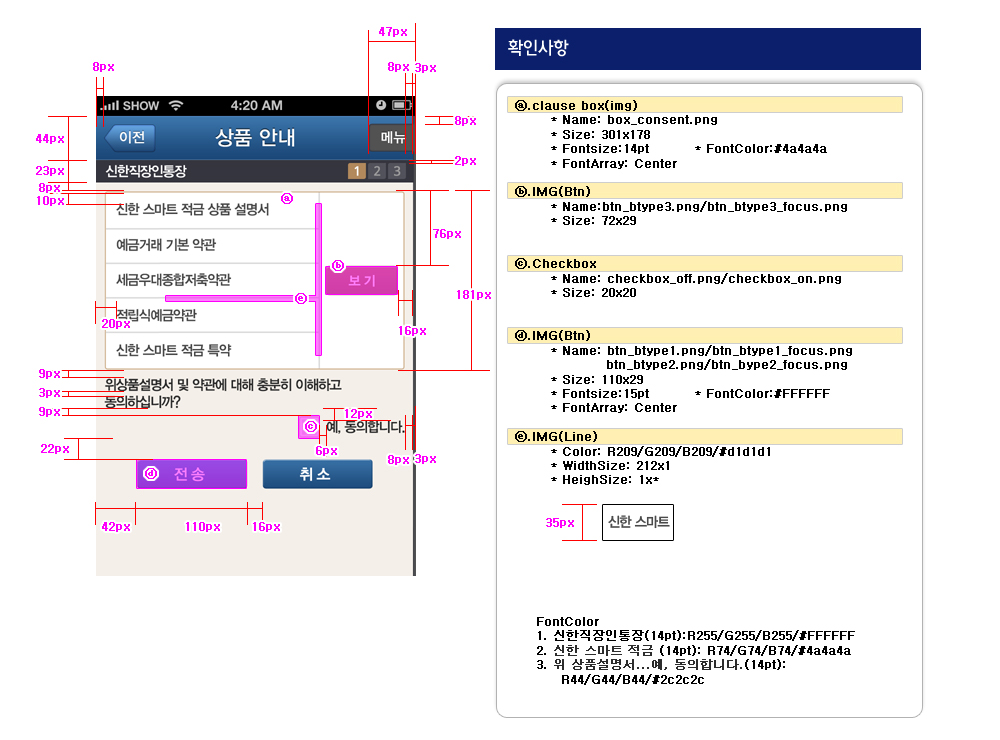 47px
8px
8px
3px
SHOW
4:20 AM
8px
44px
이전
상품 안내
메뉴
2px
23px
신한직장인통장
1 2 3
8px
10px
ⓐ
신한 스마트 적금 상품 설명서
76px
예금거래 기본 약관
ⓑ
세금우대종합저축약관
보기
181px
ⓔ
20px
적립식예금약관
16px
신한 스마트 적금 특약
9px
위상품설명서 및 약관에 대해 충분히 이해하고
3px
동의하십니까?
9px
12px
ⓒ
예, 동의합니다.
22px
6px
8px
3px
ⓓ 전송
취소
42px
110px
16px
확인사항
ⓐ.clause box(img)
* Name: box_consent.png
* Size: 301x178
* Fontsize:14pt * FontColor:#4a4a4a
* FontArray: Center
ⓑ.IMG(Btn)
* Name:btn_btype3.png/btn_btype3_focus.png
* Size: 72x29
ⓒ.Checkbox
* Name: checkbox_off.png/checkbox_on.png
* Size: 20x20
ⓓ.IMG(Btn)
* Name: btn_btype1.png/btn_btype1_focus.png
btn_btype2.png/btn_bype2_focus.png
* Size: 110x29
* Fontsize:15pt * FontColor:#FFFFFF
* FontArray: Center
ⓔ.IMG(Line)
* Color: R209/G209/B209/#d1d1d1
* WidthSize: 212x1
* HeighSize: 1x*
35px
신한 스마트
FontColor
1. 신한직장인통장(14pt):R255/G255/B255/#FFFFFF
2. 신한 스마트 적금 (14pt): R74/G74/B74/#4a4a4a
3. 위 상품설명서...예, 동의합니다.(14pt):
R44/G44/B44/#2c2c2c